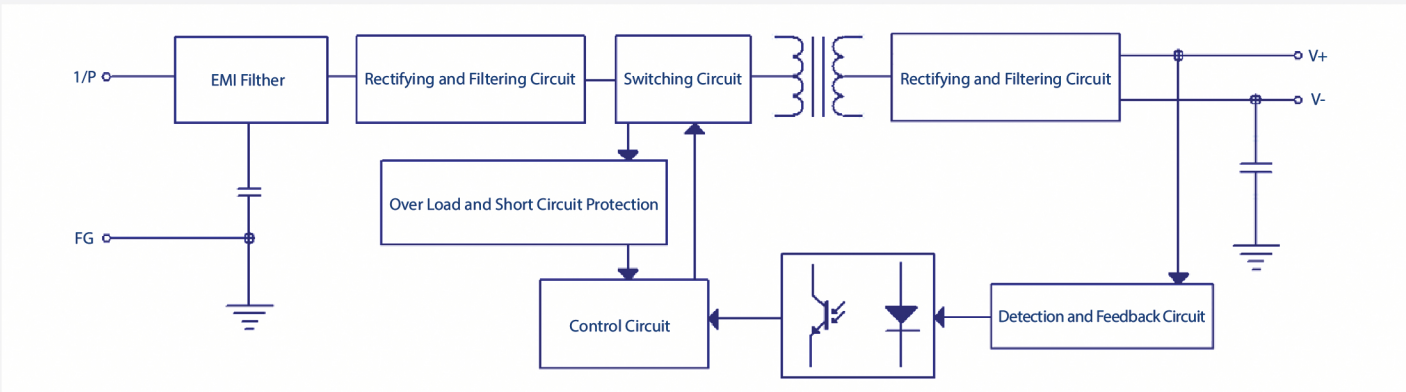 1/P
EMI Filther
Rectifying and Filtering Circuit
Switching Circuit
Rectifying and Filtering Circuit
V+
V-
Over Load and Short Circuit Protection
FG
Control Circuit
Detection and Feedback Circuit